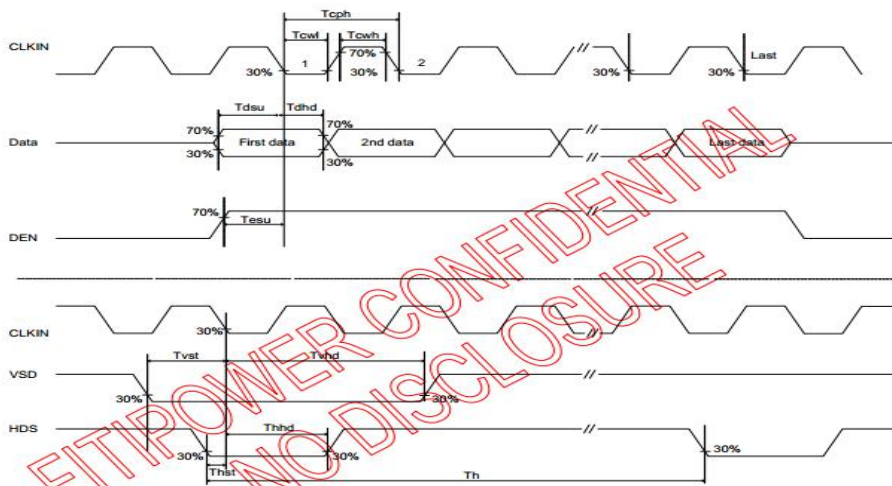 Tcph
CLKIN
Tcwl
Tcwh
70%
30%
1
30%
2
30%
30%
Last
Tdsu
Tdhd
Data
70%
30%
First data
70%
30%
2nd data
Last data
DEN
70%
Tesu
CLKIN
30%
VSD
Tvst
Tvhd
30%
30%
HDS
Thhd
30%
30%
30%
Thst
Th
FITIPOWER CONFIDENTIAL
NO DISCLOSURE